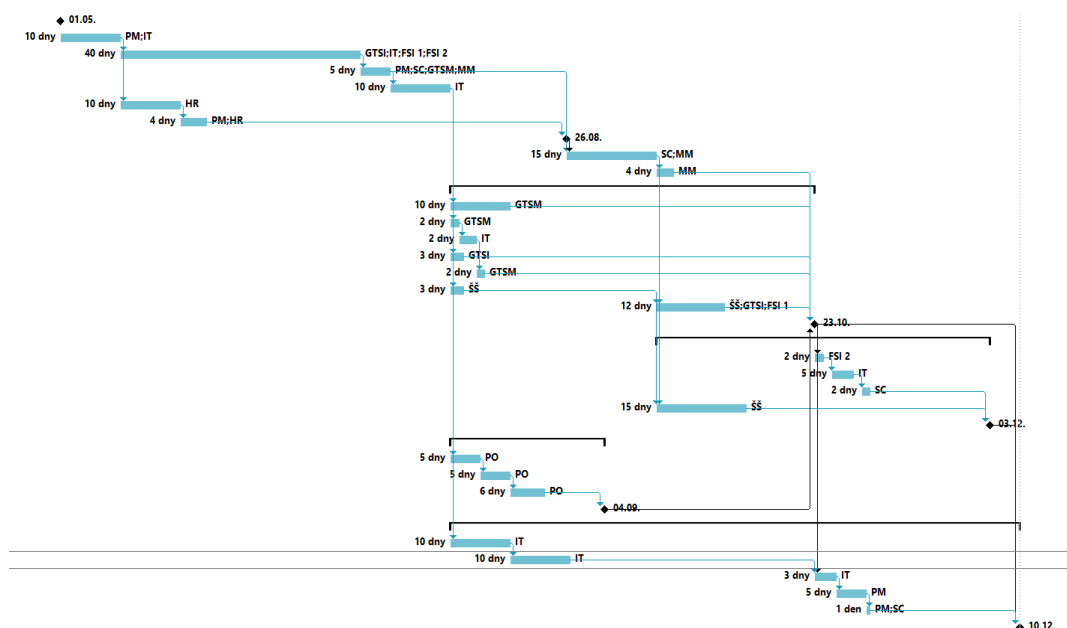 01.05.
10 dny PM;IT
40 dny GTSI;IT;FSI 1;FSI 2
5 dny PM;SC;GTSM;MM
10 dny IT
10 dny HR
4 dny PM;HR
26.08.
15 dny SC;MM
4 dny MM
10 dny GTSM
2 dny GTSM
2 dny IT
3 dny GTSI
2 dny GTSM
3 dny ŠŠ
12 dny ŠŠ;GTSI;FSI 1
23.10.
2 dny FSI 2
5 dny IT
2 dny SC
15 dny ŠŠ
03.12.
5 dny PO
5 dny PO
6 dny PO
04.09.
10 dny IT
10 dny IT
3 dny IT
5 dny PM
1 den PM;SC
10.12.